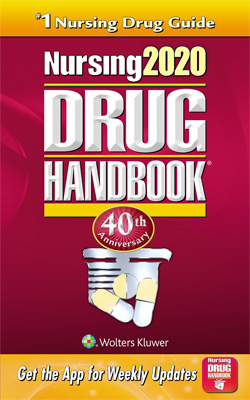 #1 Nursing Drug Guide
Nursing2020
DRUG
HANDBOOK®
40th
Anniversary
Wolters Kluwer
Get the App for Weekly Updates
Nursing
DRUG
HANDBOOK